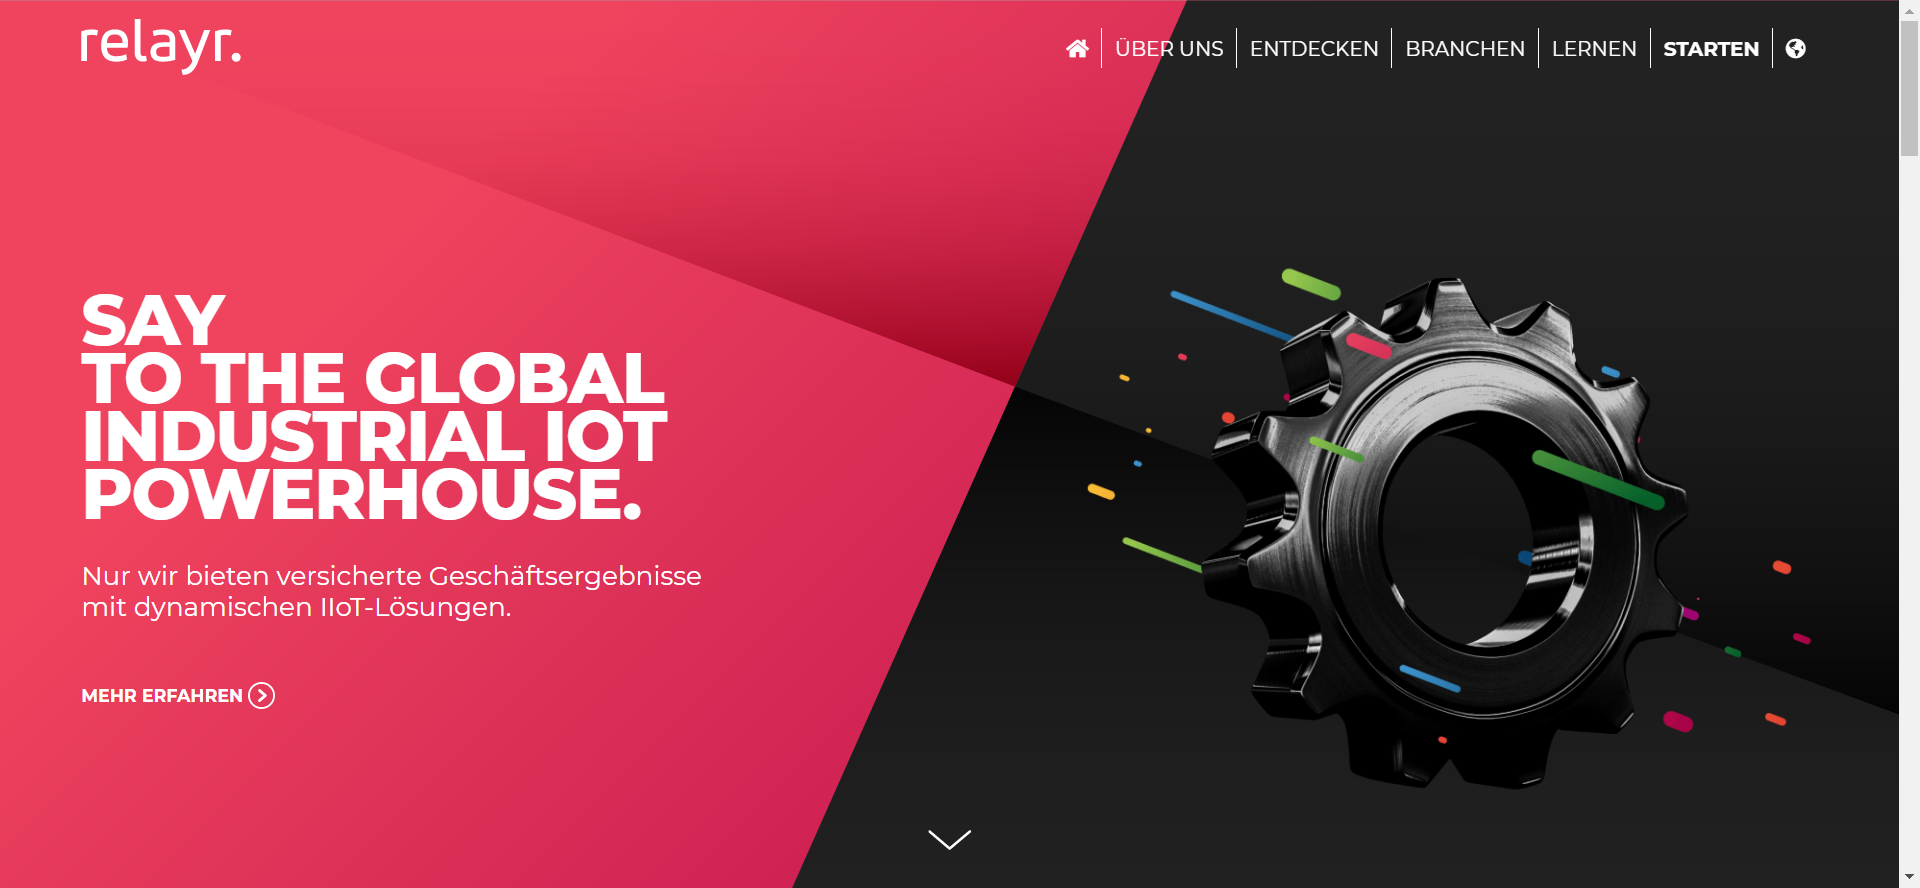 relayr.
ÜBER UNS
ENTDECKEN
BRANCHEN
LERNEN
STARTEN
SAY
TO THE GLOBAL
INDUSTRIAL IOT
POWERHOUSE.
Nur wir bieten versicherte Geschäftsergebnisse
mit dynamischen IIoT-Lösungen.
MEHR ERFAHREN